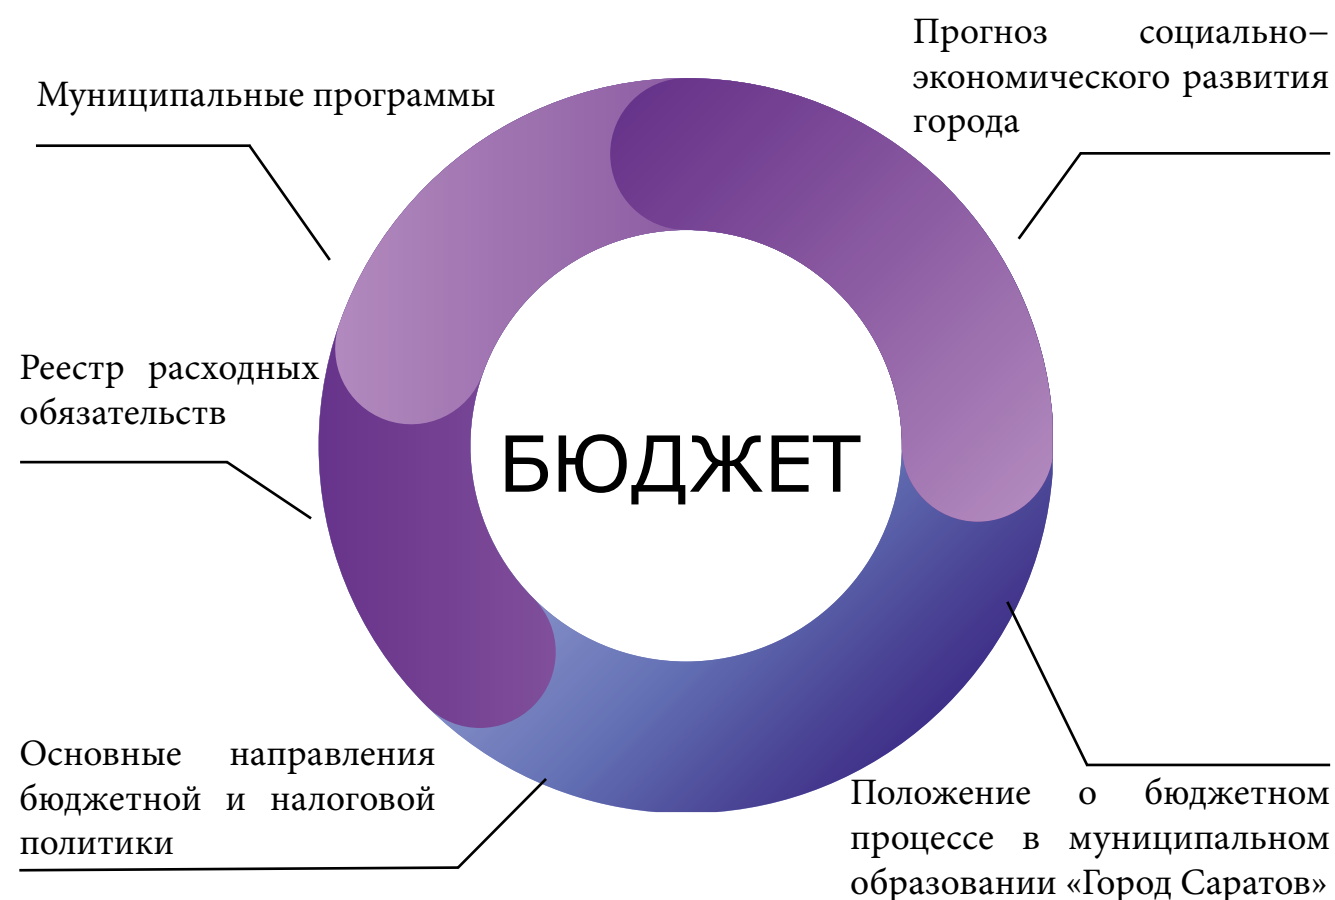 Прогноз социально–
экономического развития
города
Муниципальные программы
Реестр расходных
обязательств
БЮДЖЕТ
Основные направления
бюджетной и налоговой
политики
Положение о бюджетном
процессе в муниципальном
образовании «Город Саратов»